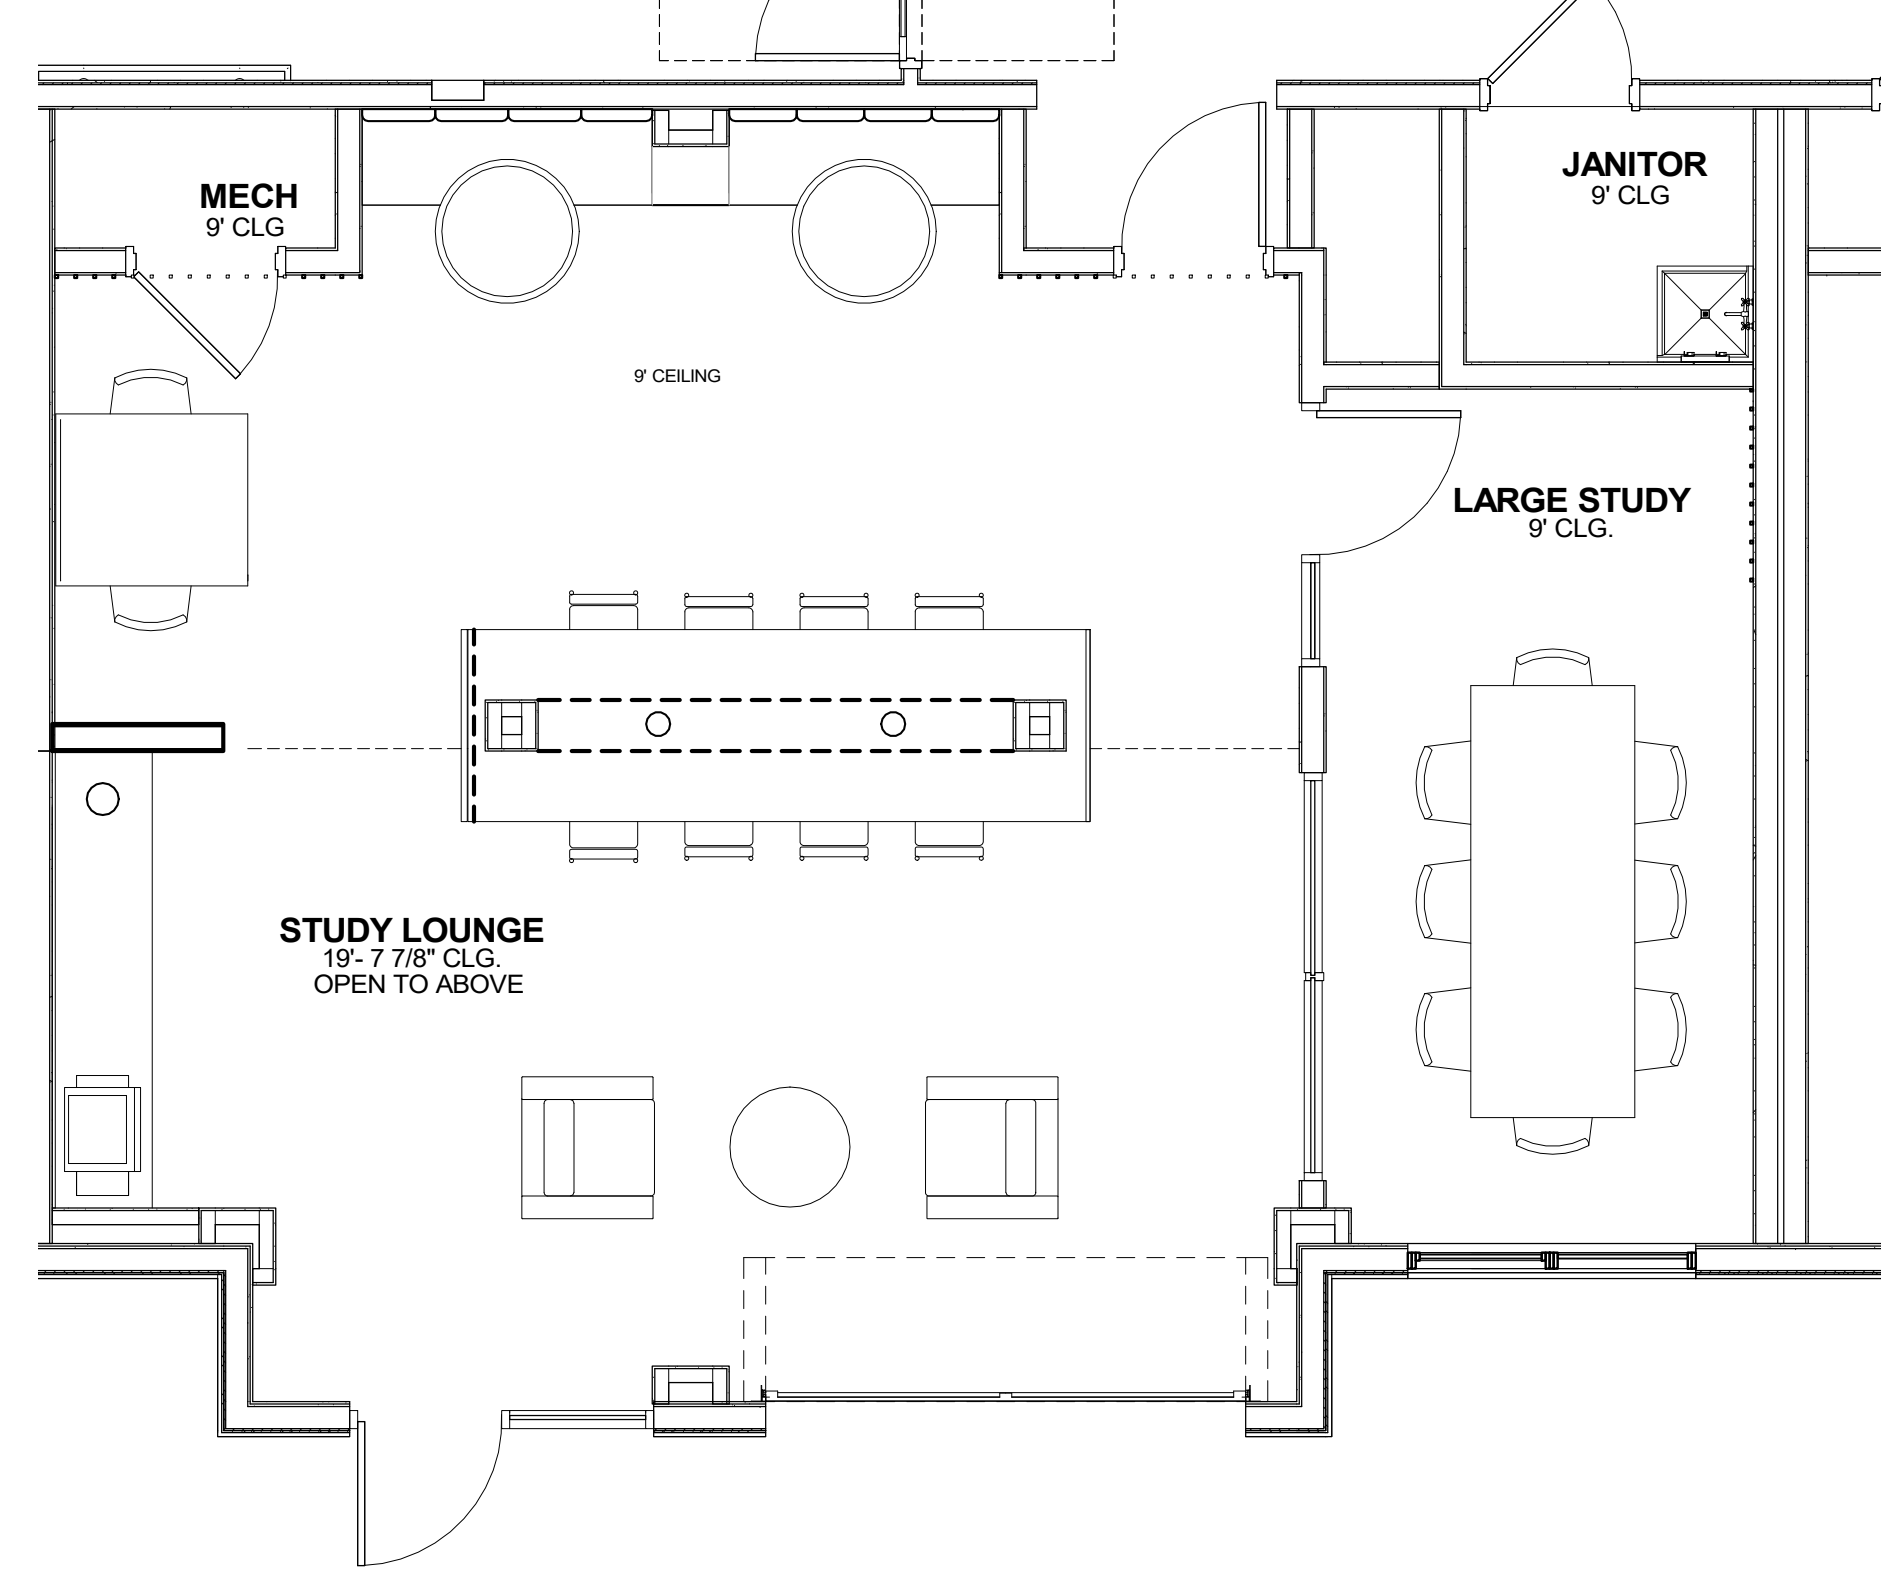 MECH
9' CLG
JANITOR
9' CLG
9' CEILING
LARGE STUDY
9' CLG.
STUDY LOUNGE
19'- 7 7/8" CLG.
OPEN TO ABOVE